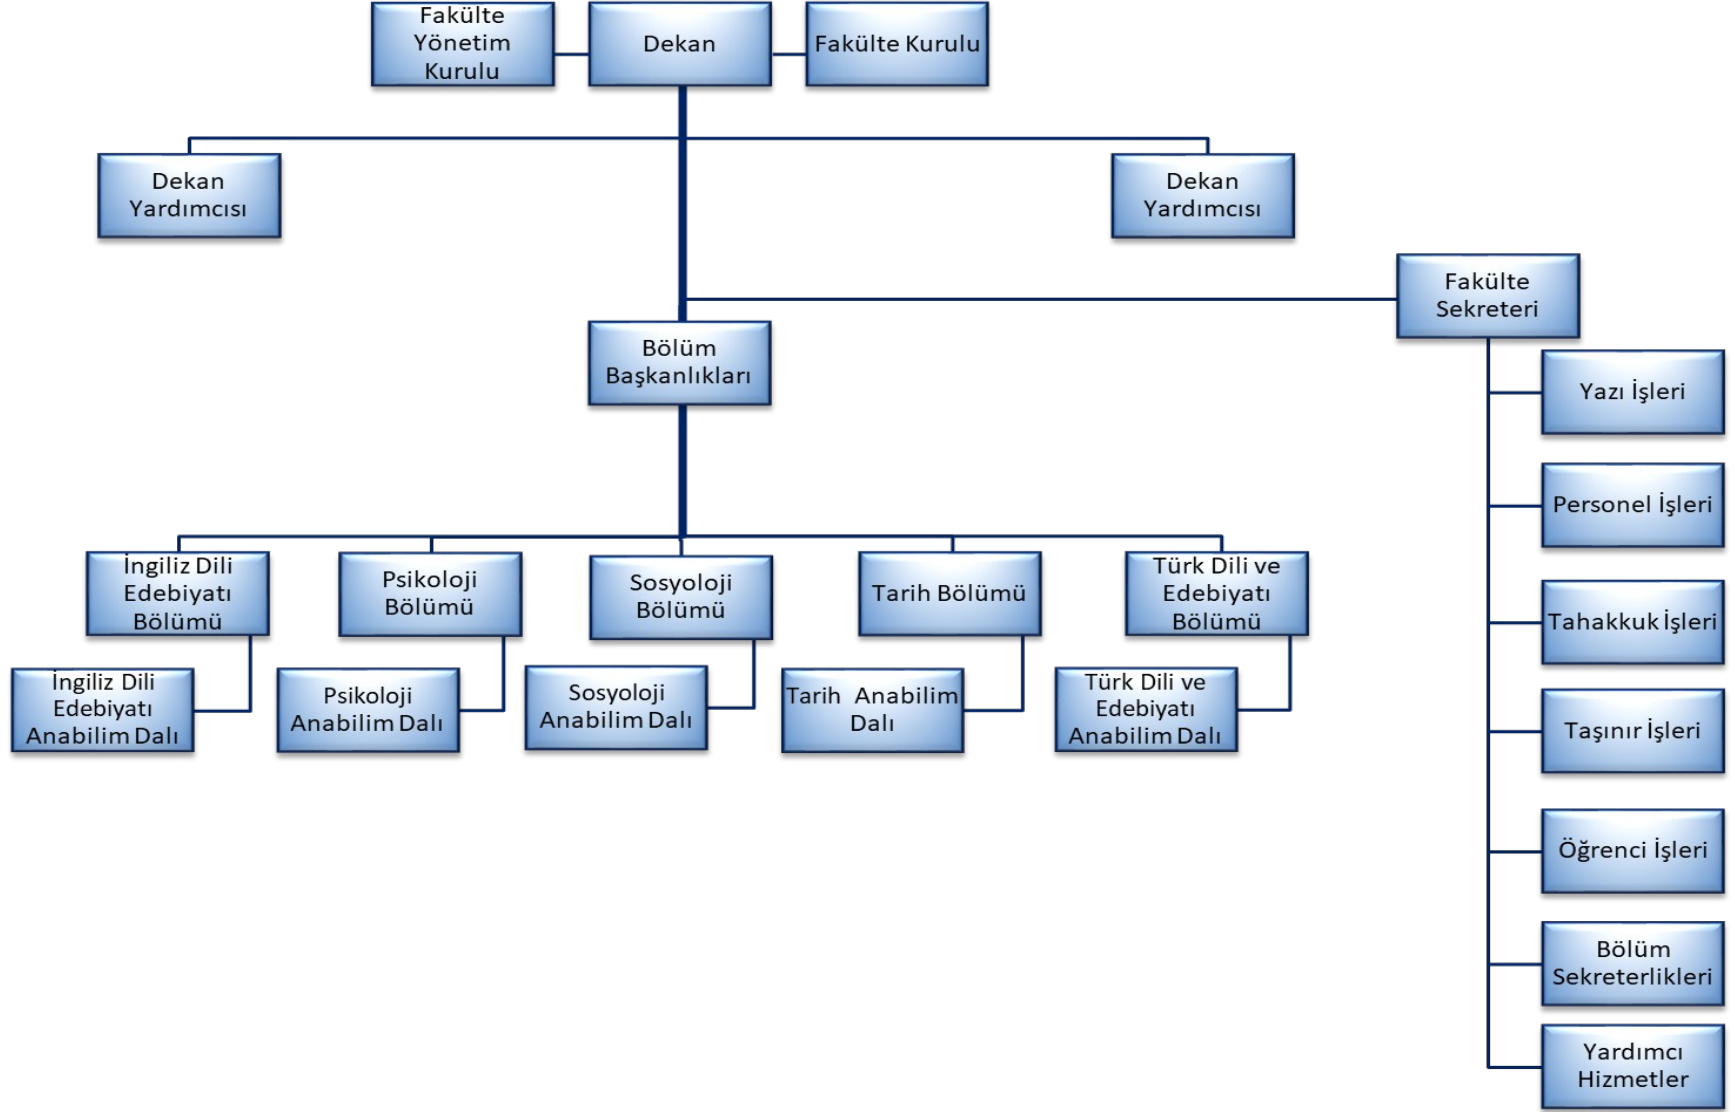 Fakülte
Yönetim
Kurulu
Dekan
Fakülte Kurulu
Dekan
Yardımcısı
Dekan
Yardımcısı
Fakülte
Sekreteri
Bölüm
Başkanlıkları
Yazı İşleri
Personel İşleri
Tahakkuk İşleri
Taşınır İşleri
Öğrenci İşleri
Bölüm
Sekreterlikleri
Yardımcı
Hizmetler
İngiliz Dili
Edebiyatı
Bölümü
Psikoloji
Bölümü
Sosyoloji
Bölümü
Tarih Bölümü
Türk Dili ve
Edebiyatı
Bölümü
İngiliz Dili
Edebiyatı
Anabilim Dalı
Psikoloji
Anabilim Dalı
Sosyoloji
Anabilim Dalı
Tarih  Anabilim
Dalı
Türk Dili ve
Edebiyatı
Anabilim Dalı